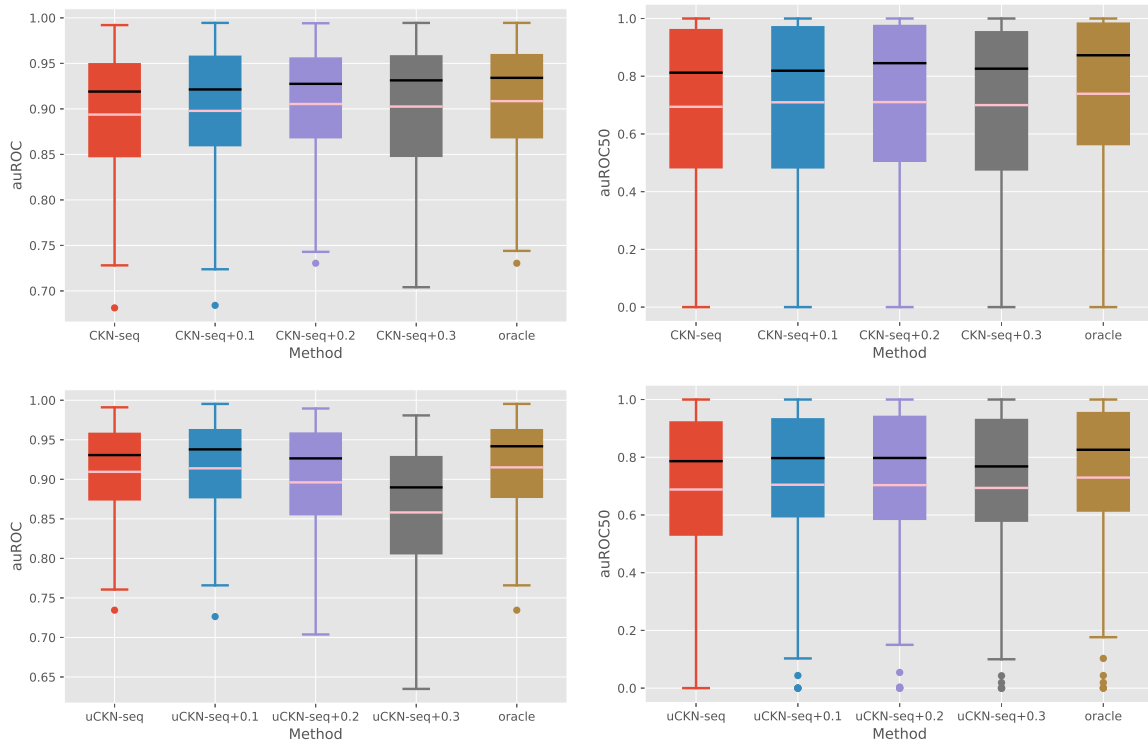 1.00
0.95
0.90
0.85
0.80
0.75
0.70
auROC
CKN-seq CKN-seq+0.1 CKN-seq+0.2 CKN-seq+0.3 oracle
Method
1.0
0.8
0.6
0.4
0.2
0.0
auROC50
CKN-seq CKN-seq+0.1 CKN-seq+0.2 CKN-seq+0.3 oracle
Method
1.00
0.95
0.90
0.85
0.80
0.75
0.70
0.65
auROC
uCKN-seq uCKN-seq+0.1 uCKN-seq+0.2 uCKN-seq+0.3 oracle
Method
1.0
0.8
0.6
0.4
0.2
0.0
auROC50
uCKN-seq uCKN-seq+0.1 uCKN-seq+0.2 uCKN-seq+0.3 oracle
Method